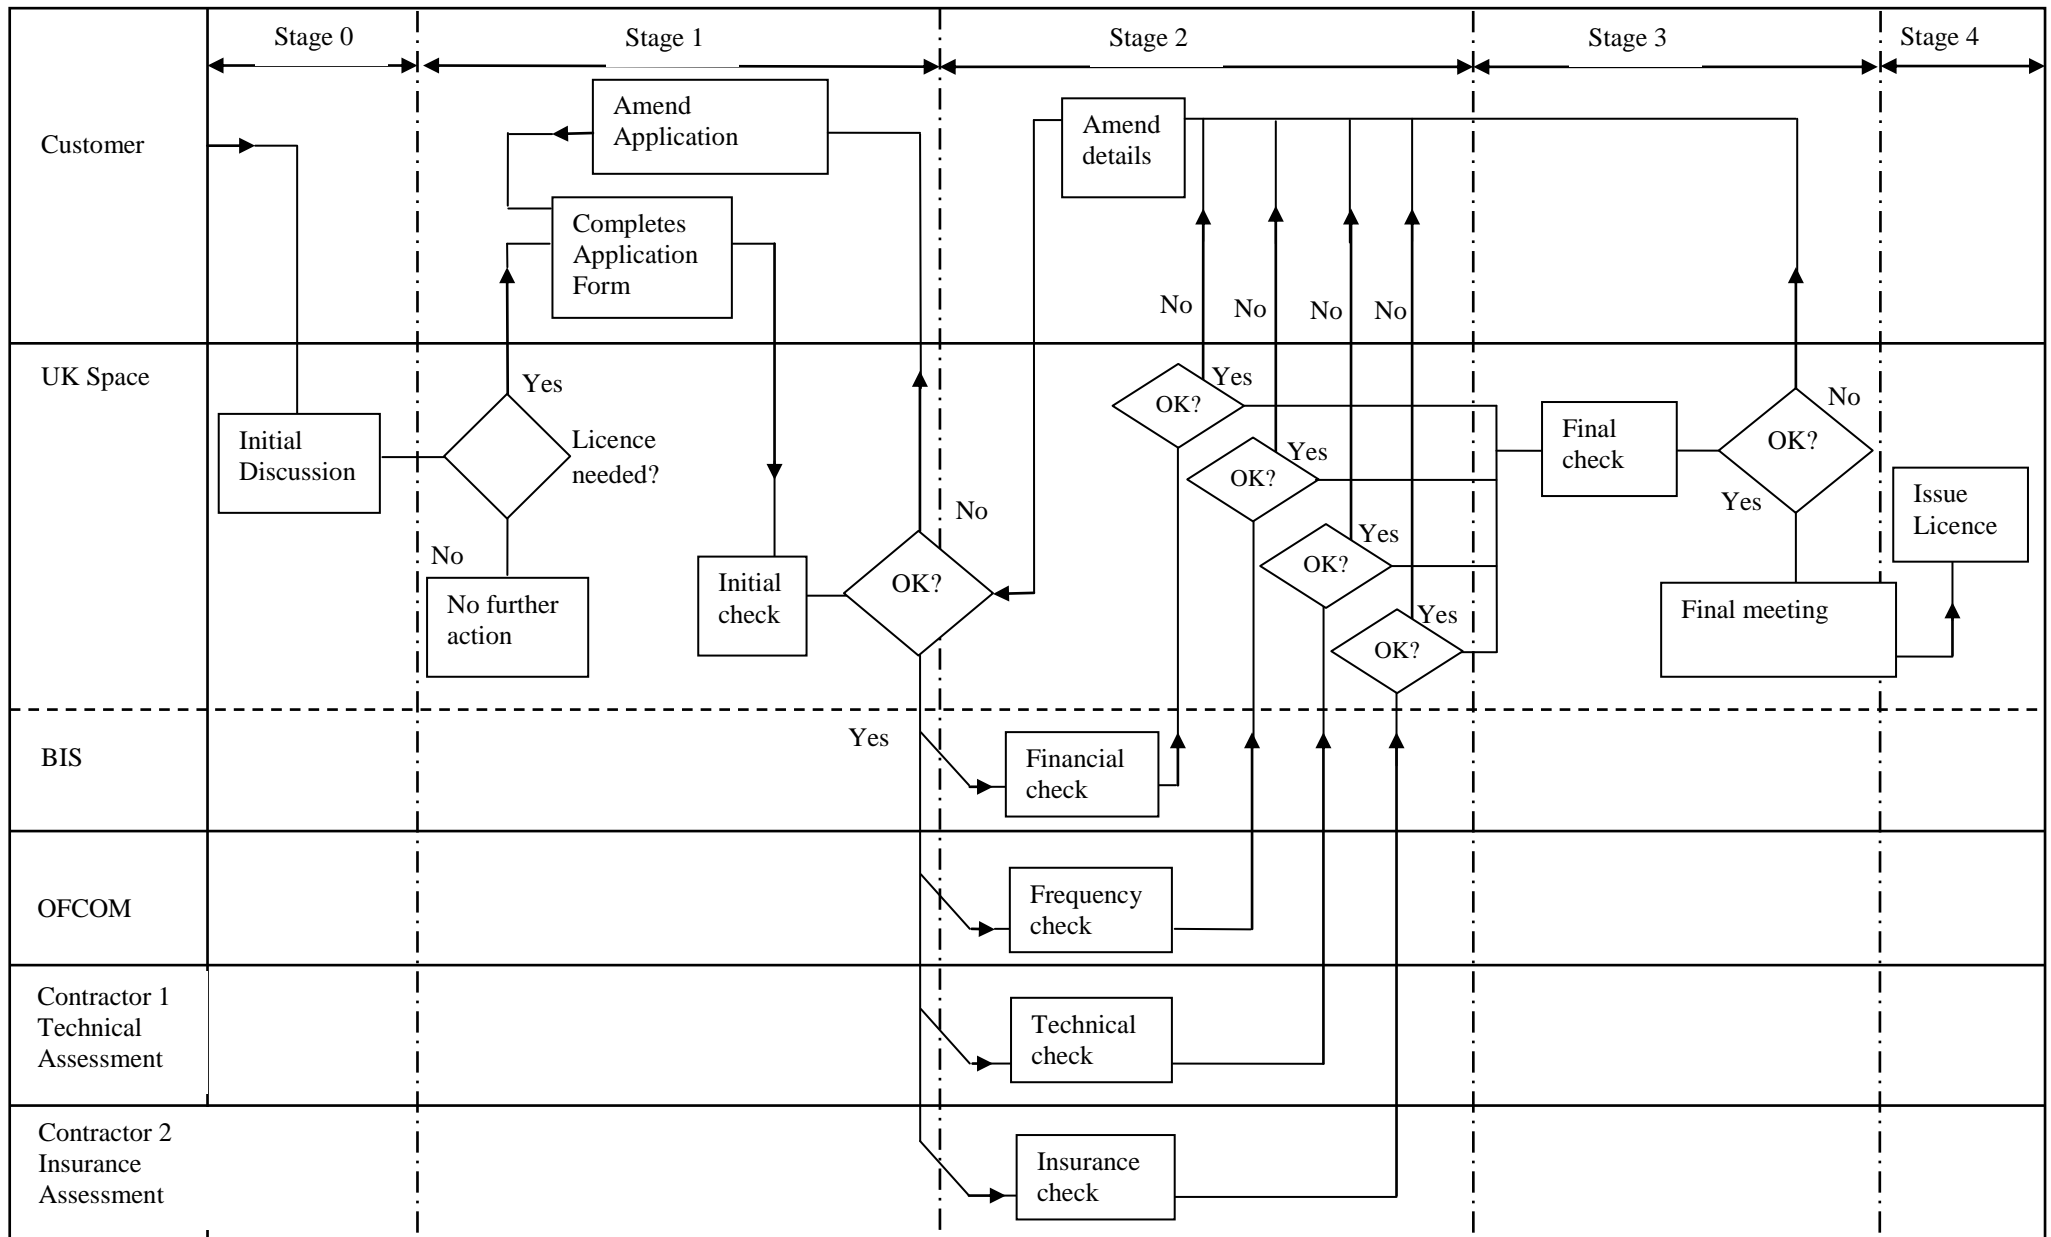 Stage 0
Stage 1
Stage 2
Stage 3
Stage 4
Customer
Amend
Application
Completes
Application
Form
Amend
details
No
No
No
No
UK Space
Initial
Discussion
Yes
Licence
needed?
No
No further
action
Initial
check
OK?
No
Yes
OK?
Yes
OK?
Yes
OK?
Yes
OK?
Yes
Final
check
OK?
No
Yes
Final meeting
Issue
Licence
BIS
Financial
check
OFCOM
Frequency
check
Contractor 1
Technical
Assessment
Technical
check
Contractor 2
Insurance
Assessment
Insurance
check